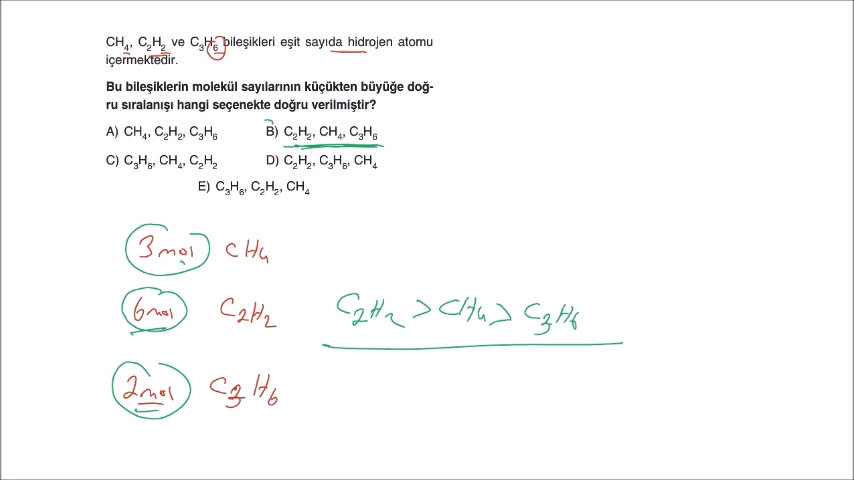 CH₄, C₂H₂ ve C₃H₆ bileşikleri eşit sayıda hidrojen atomu
içermektedir.
Bu bileşiklerin molekül sayılarının küçükten büyüğe doğ-
ru sıralanışı hangi seçenekte doğru verilmiştir?
A) CH₄, C₂H₂, C₃H₆ B) C₂H₂, CH₄, C₃H₆
C) C₃H₆, CH₄, C₂H₂ D) C₂H₂, C₃H₆, CH₄
E) C₃H₆, C₂H₂, CH₄
3 mol CH₄
6 mol C₂H₂ C₂H₂ > CH₄ > C₃H₆
2 mol C₃H₆